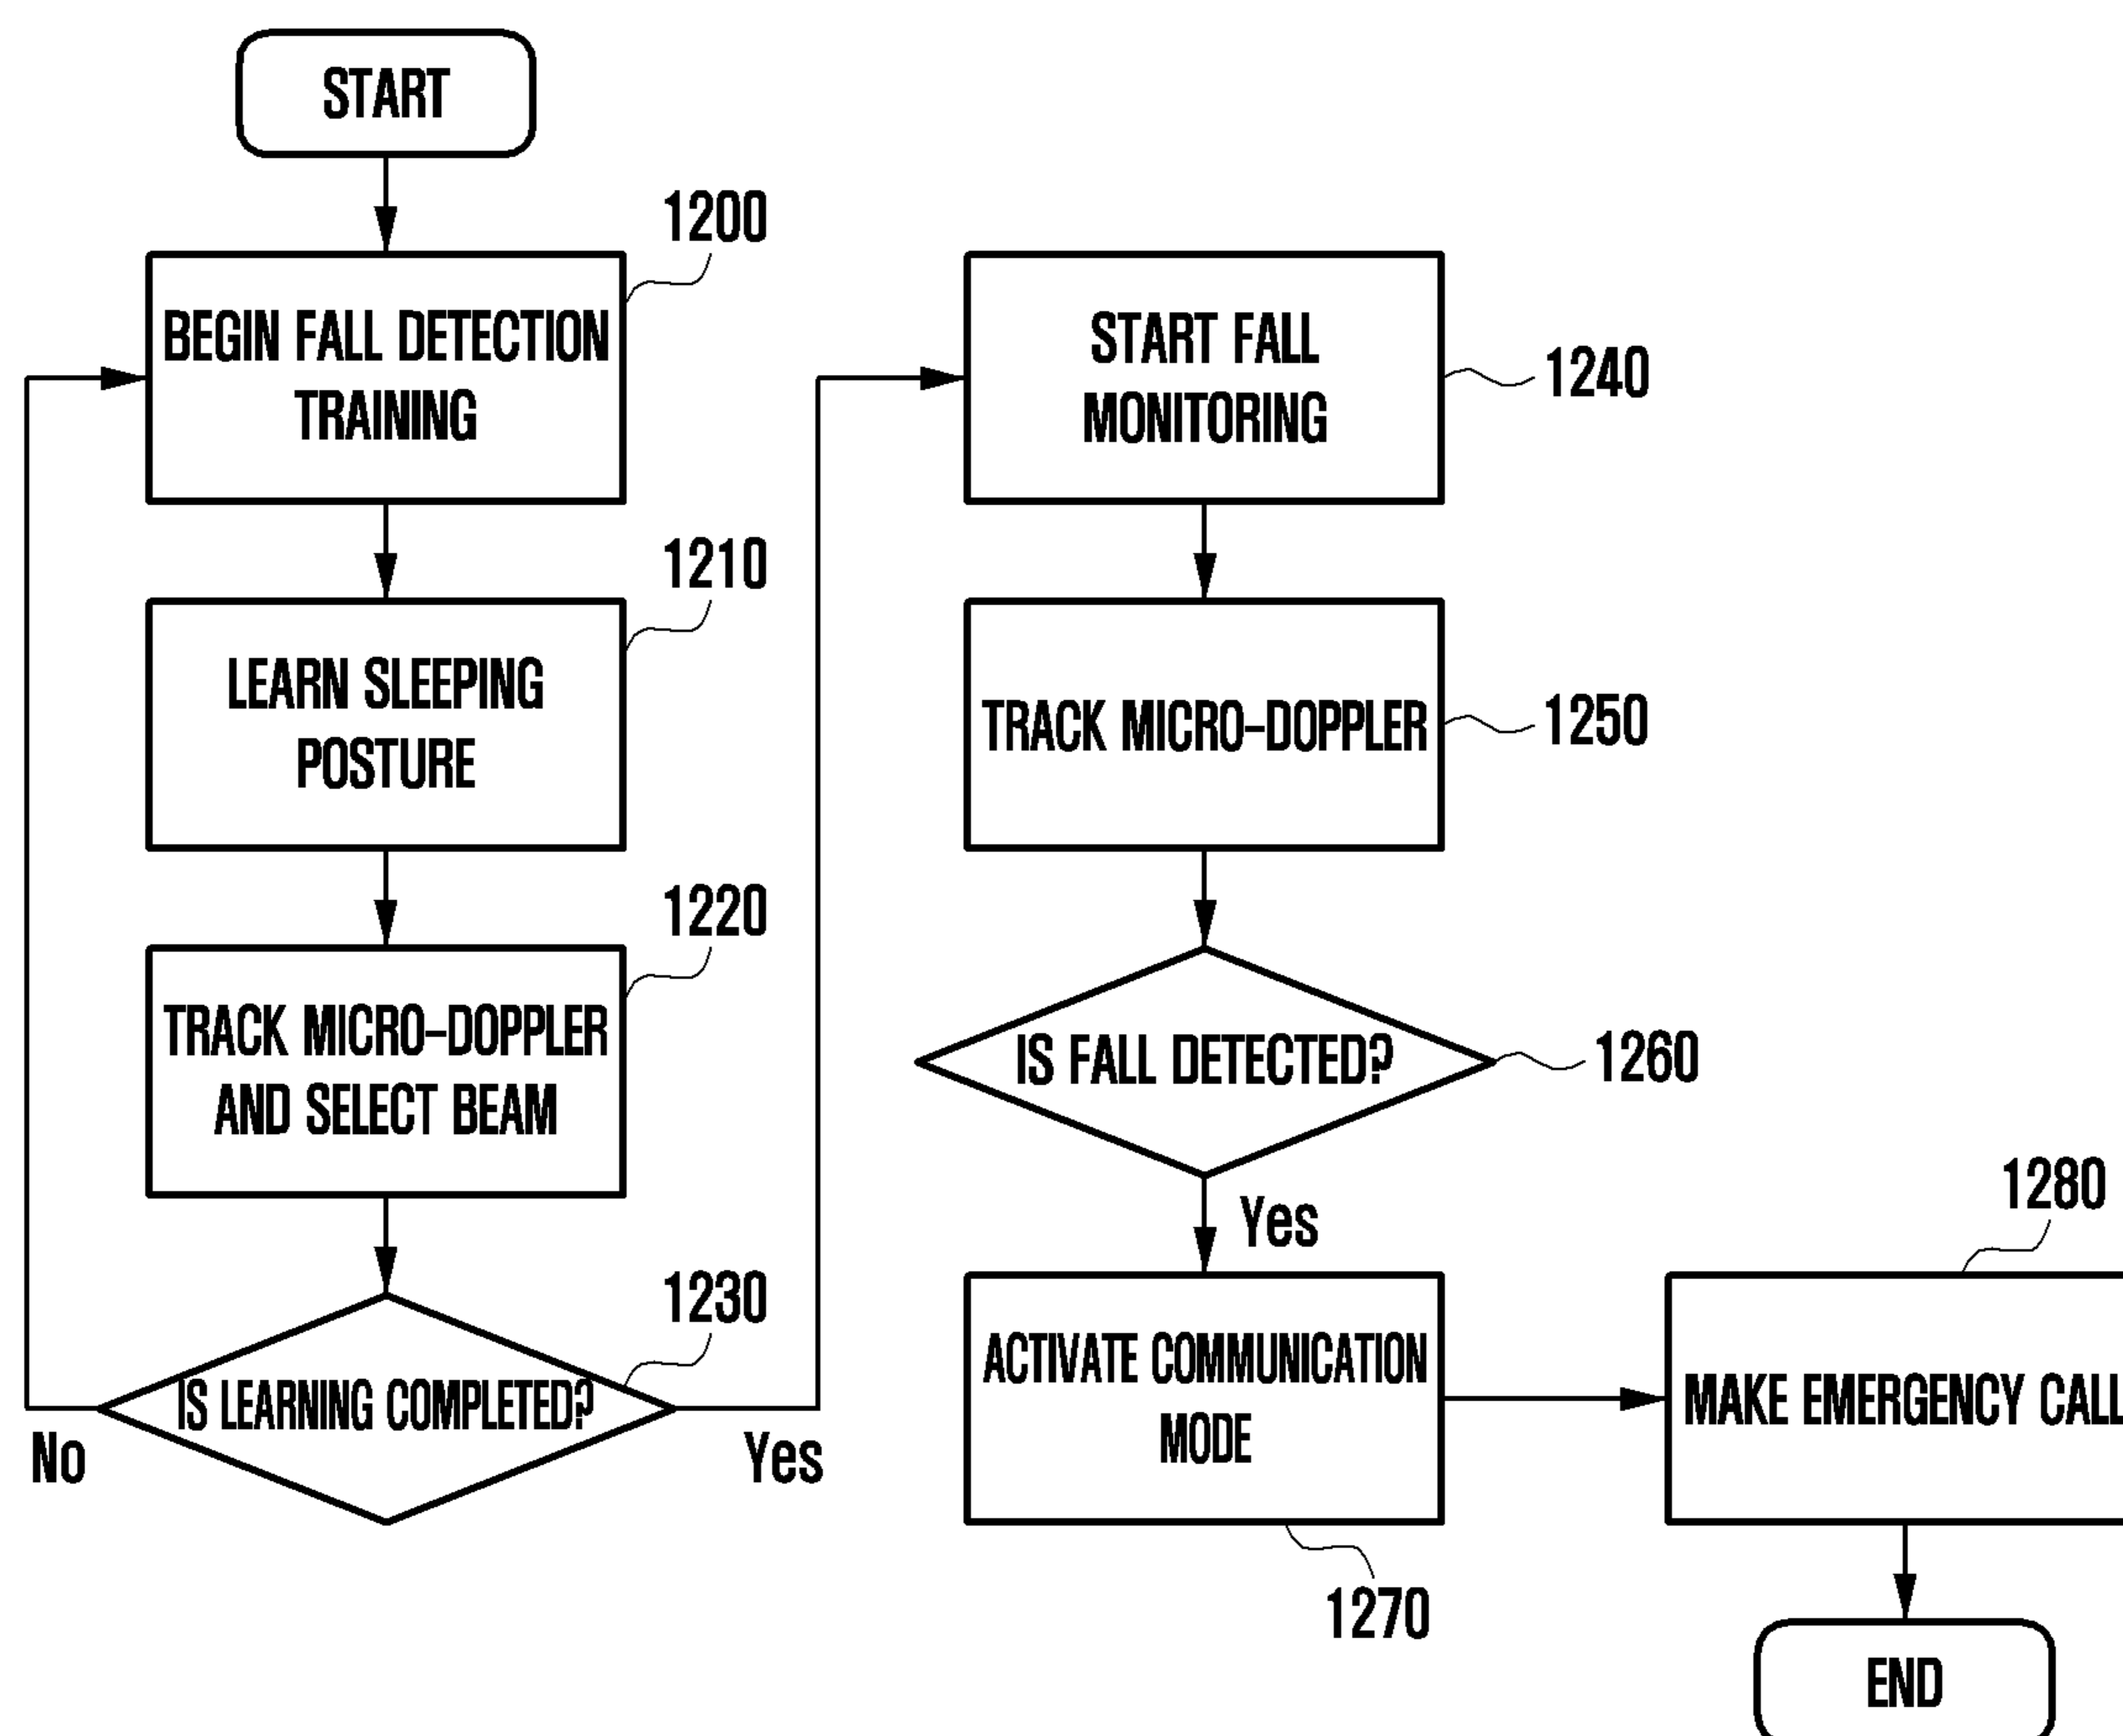 START
1200
BEGIN FALL DETECTION
TRAINING
1210
LEARN SLEEPING
POSTURE
1220
TRACK MICRO-DOPPLER
AND SELECT BEAM
1230
IS LEARNING COMPLETED?
No
Yes
START FALL
MONITORING
1240
TRACK MICRO-DOPPLER
1250
IS FALL DETECTED?
1260
Yes
ACTIVATE COMMUNICATION
MODE
1270
1280
MAKE EMERGENCY CALL
END